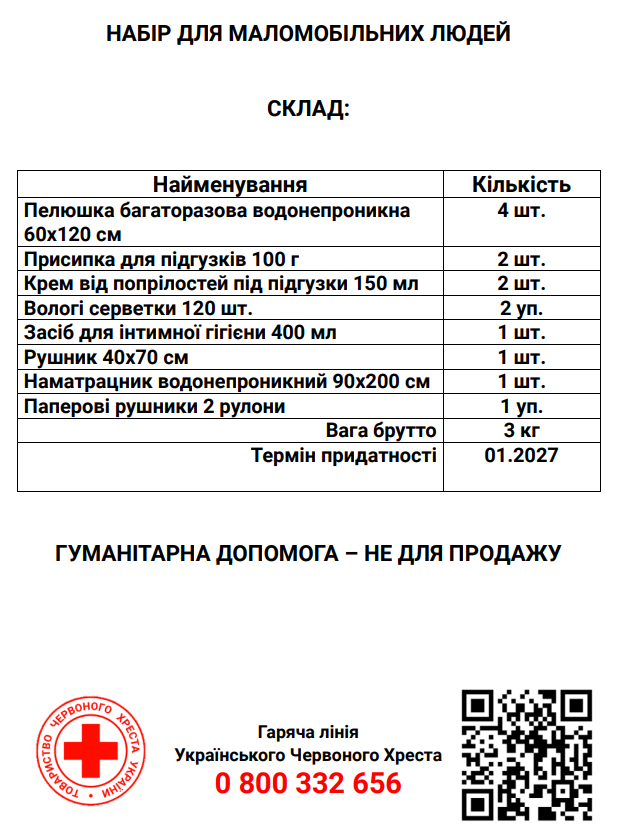 НАБІР ДЛЯ МАЛОМОБІЛЬНИХ ЛЮДЕЙ
СКЛАД:
Найменування Кількість
Пелюшка багаторазова водонепроникна 4 шт.
60х120 см
Присипка для підгузків 100 г 2 шт.
Крем від попрілостей під підгузки 150 мл 2 шт.
Вологі серветки 120 шт. 2 уп.
Засіб для інтимної гігієни 400 мл 1 шт.
Рушник 40х70 см 1 шт.
Наматрацник водонепроникний 90х200 см 1 шт.
Паперові рушники 2 рулони 1 уп.
Вага брутто 3 кг
Термін придатності 01.2027
ГУМАНІТАРНА ДОПОМОГА – НЕ ДЛЯ ПРОДАЖУ
ТОВАРИСТВО ЧЕРВОНОГО ХРЕСТА УКРАЇНИ
Гаряча лінія
Українського Червоного Хреста
0 800 332 656